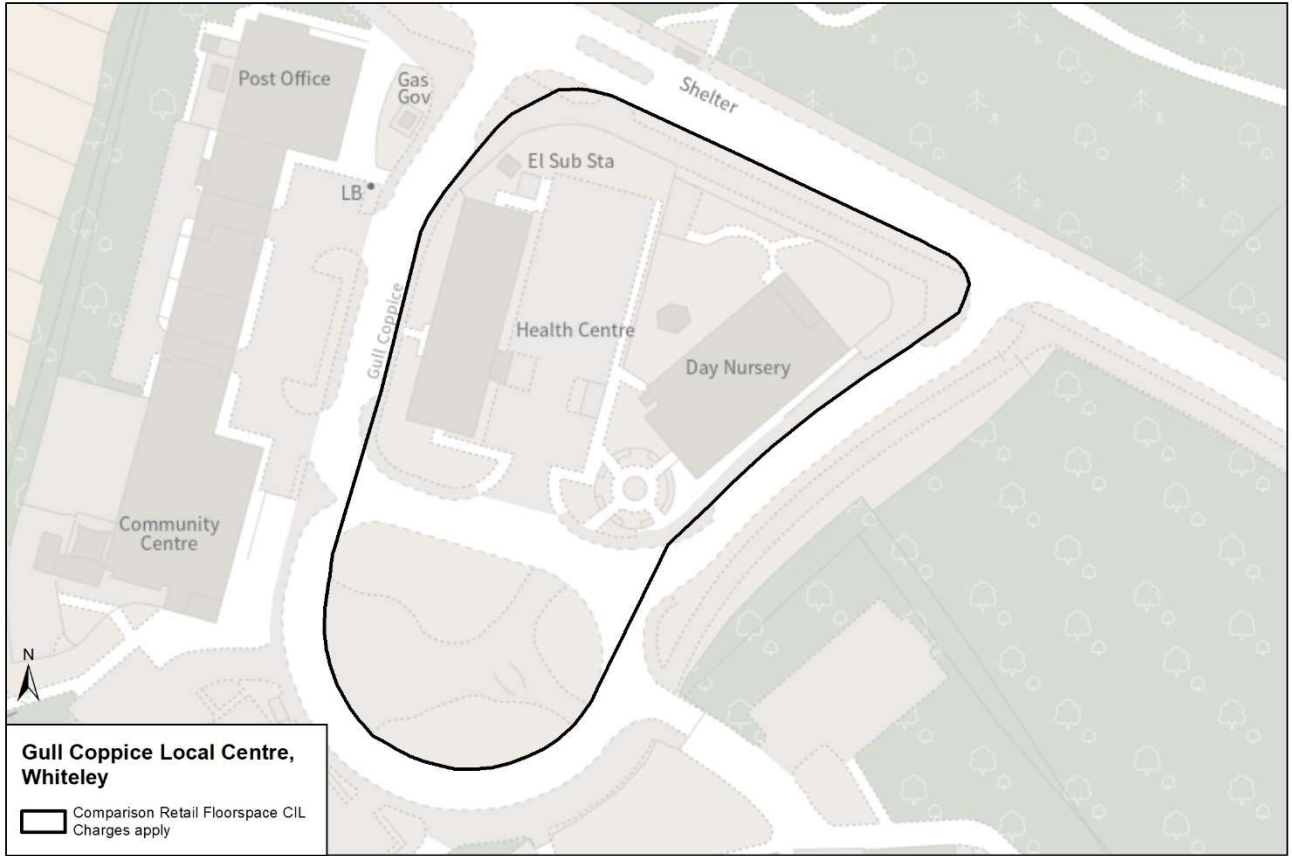 Post Office
Gas
Gov
Shelter
El Sub Sta
LB
Gull Coppice
Health Centre
Day Nursery
Community
Centre
N
Gull Coppice Local Centre,
Whiteley
Comparison Retail Floorspace CIL
Charges apply